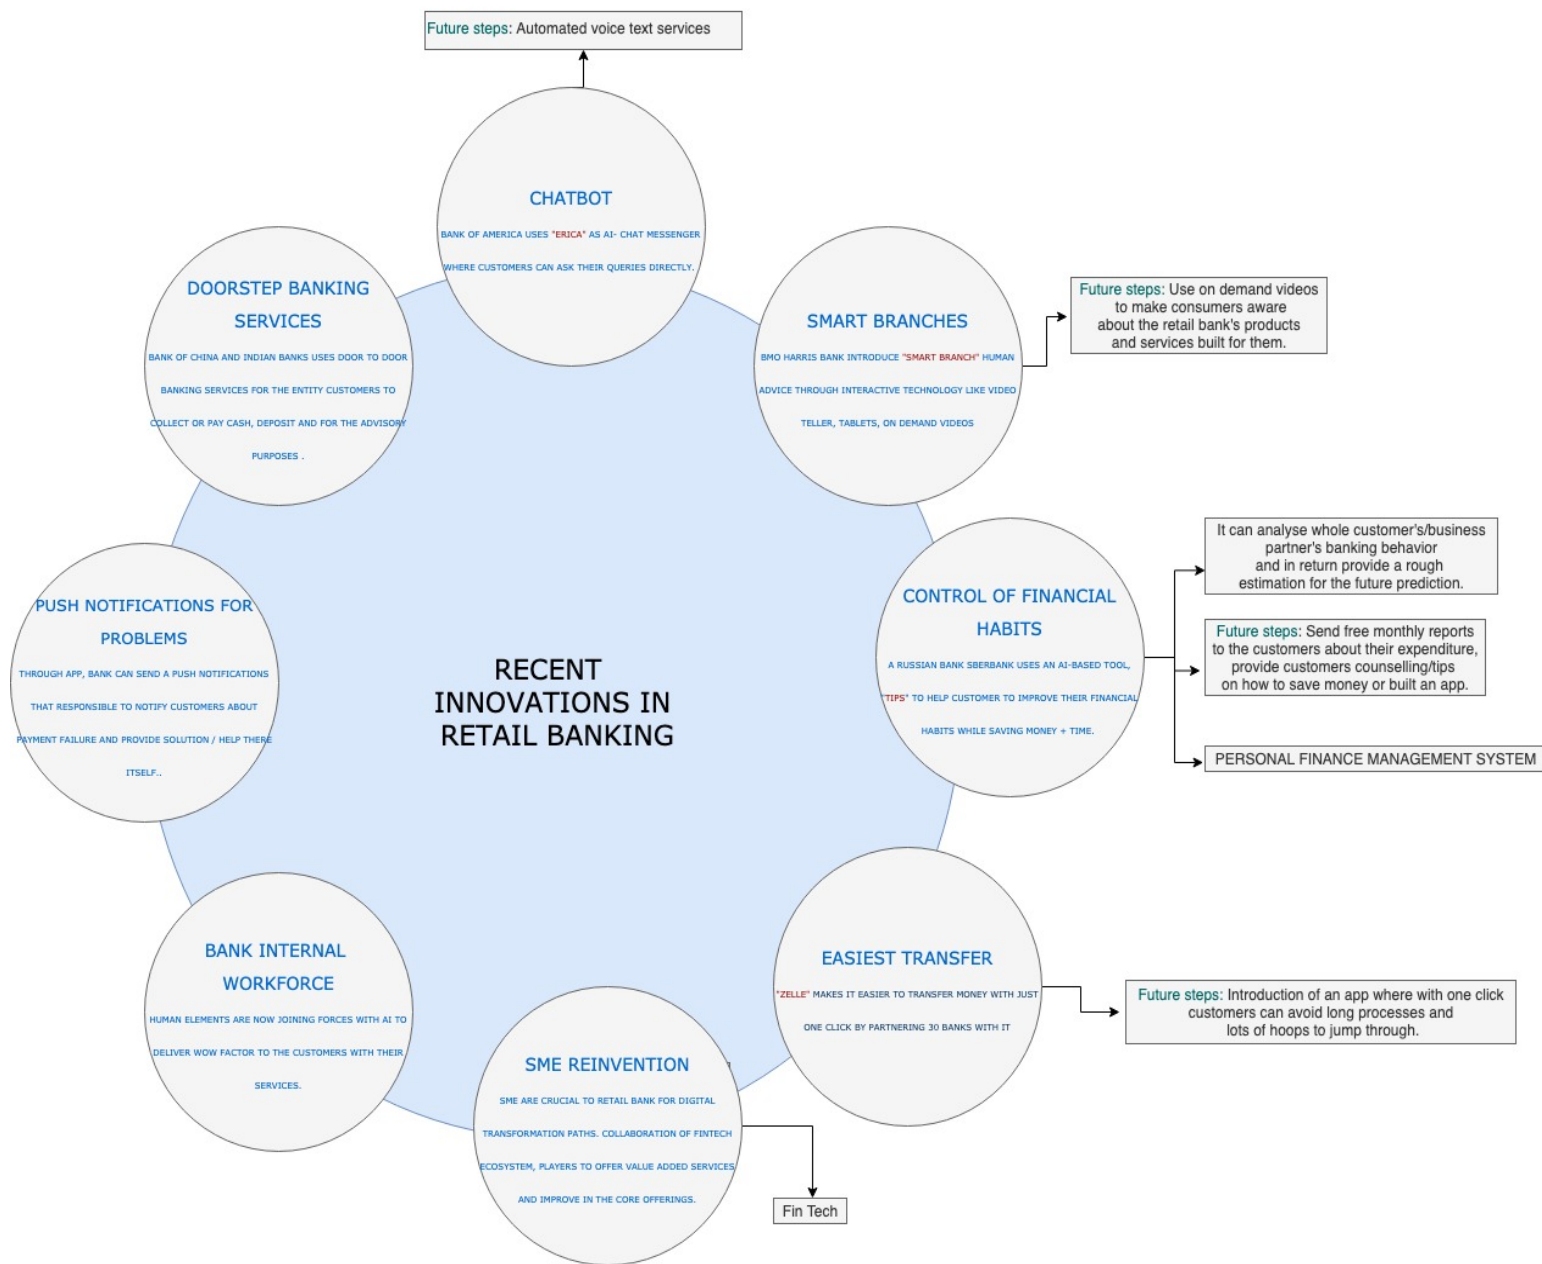 Future steps: Automated voice text services
CHATBOT
BANK OF AMERICA USES "ERICA" AS AI- CHAT MESSENGER
WHERE CUSTOMERS CAN ASK THEIR QUERIES DIRECTLY.
SMART BRANCHES
BMO HARRIS BANK INTRODUCE "SMART BRANCH" HUMAN
ADVICE THROUGH INTERACTIVE TECHNOLOGY LIKE VIDEO
TELLER, TABLETS, ON DEMAND VIDEOS
Future steps: Use on demand videos
to make consumers aware
about the retail bank's products
and services built for them.
CONTROL OF FINANCIAL
HABITS
A RUSSIAN BANK SBERBANK USES AN AI-BASED TOOL,
"TIPS" TO HELP CUSTOMER TO IMPROVE THEIR FINANCIAL
HABITS WHILE SAVING MONEY + TIME.
It can analyse whole customer's/business
partner's banking behavior
and in return provide a rough
estimation for the future prediction.
Future steps: Send free monthly reports
to the customers about their expenditure,
provide customers counselling/tips
on how to save money or built an app.
PERSONAL FINANCE MANAGEMENT SYSTEM
EASIEST TRANSFER
"ZELLE" MAKES IT EASIER TO TRANSFER MONEY WITH JUST
ONE CLICK BY PARTNERING 30 BANKS WITH IT
Future steps: Introduction of an app where with one click
customers can avoid long processes and
lots of hoops to jump through.
SME REINVENTION
SME ARE CRUCIAL TO RETAIL BANK FOR DIGITAL
TRANSFORMATION PATHS. COLLABORATION OF FINTECH
ECOSYSTEM, PLAYERS TO OFFER VALUE ADDED SERVICES
AND IMPROVE IN THE CORE OFFERINGS.
Fin Tech
BANK INTERNAL
WORKFORCE
HUMAN ELEMENTS ARE NOW JOINING FORCES WITH AI TO
DELIVER WOW FACTOR TO THE CUSTOMERS WITH THEIR
SERVICES.
PUSH NOTIFICATIONS FOR
PROBLEMS
THROUGH APP, BANK CAN SEND A PUSH NOTIFICATIONS
THAT RESPONSIBLE TO NOTIFY CUSTOMERS ABOUT
PAYMENT FAILURE AND PROVIDE SOLUTION / HELP THERE
ITSELF..
DOORSTEP BANKING
SERVICES
BANK OF CHINA AND INDIAN BANKS USES DOOR TO DOOR
BANKING SERVICES FOR THE ENTITY CUSTOMERS TO
COLLECT OR PAY CASH, DEPOSIT AND FOR THE ADVISORY
PURPOSES .
RECENT
INNOVATIONS IN
RETAIL BANKING